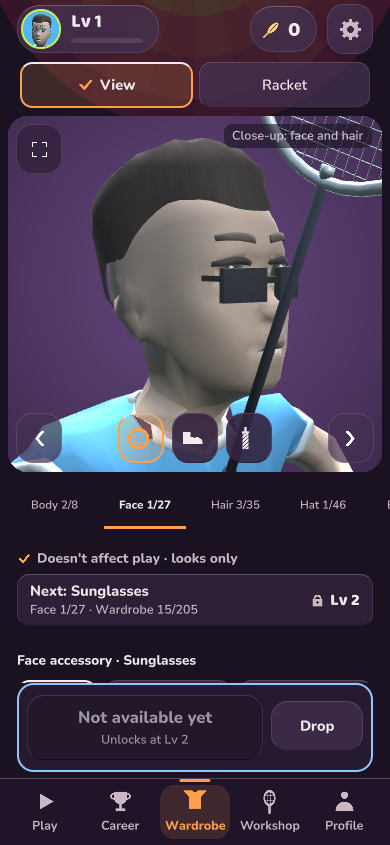 Lv 1
0
View
Racket
Close-up: face and hair
Body 2/8
Face 1/27
Hair 3/35
Hat 1/46
Doesn't affect play · looks only
Next: Sunglasses
Face 1/27 · Wardrobe 15/205
Lv 2
Face accessory · Sunglasses
Not available yet
Unlocks at Lv 2
Drop
Play
Career
Wardrobe
Workshop
Profile